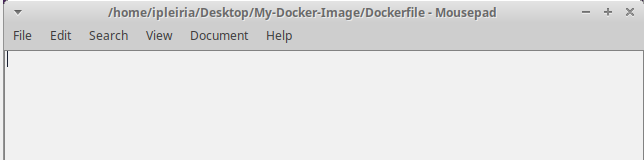 /home/ipleiria/Desktop/My-Docker-Image/Dockerfile - Mousepad
File Edit Search View Document Help